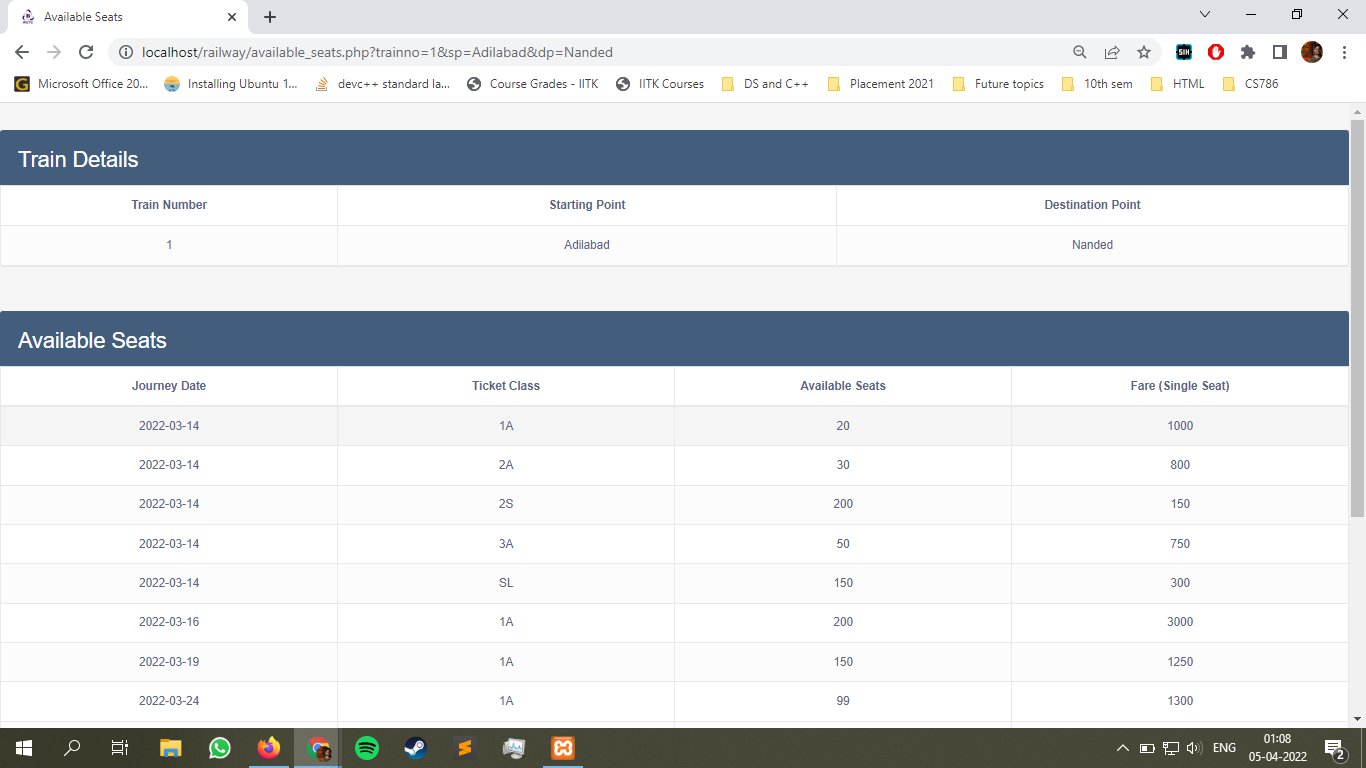 Available Seats
localhost/railway/available_seats.php?trainno=1&sp=Adilabad&dp=Nanded
Microsoft Office 20... Installing Ubuntu 1... devc++ standard la... Course Grades - IITK IITK Courses DS and C++ Placement 2021 Future topics 10th sem HTML CS786
Train Details
Train Number Starting Point Destination Point
1 Adilabad Nanded
Available Seats
Journey Date Ticket Class Available Seats Fare (Single Seat)
2022-03-14 1A 20 1000
2022-03-14 2A 30 800
2022-03-14 2S 200 150
2022-03-14 3A 50 750
2022-03-14 SL 150 300
2022-03-16 1A 200 3000
2022-03-19 1A 150 1250
2022-03-24 1A 99 1300
ENG 01:08
05-04-2022 2